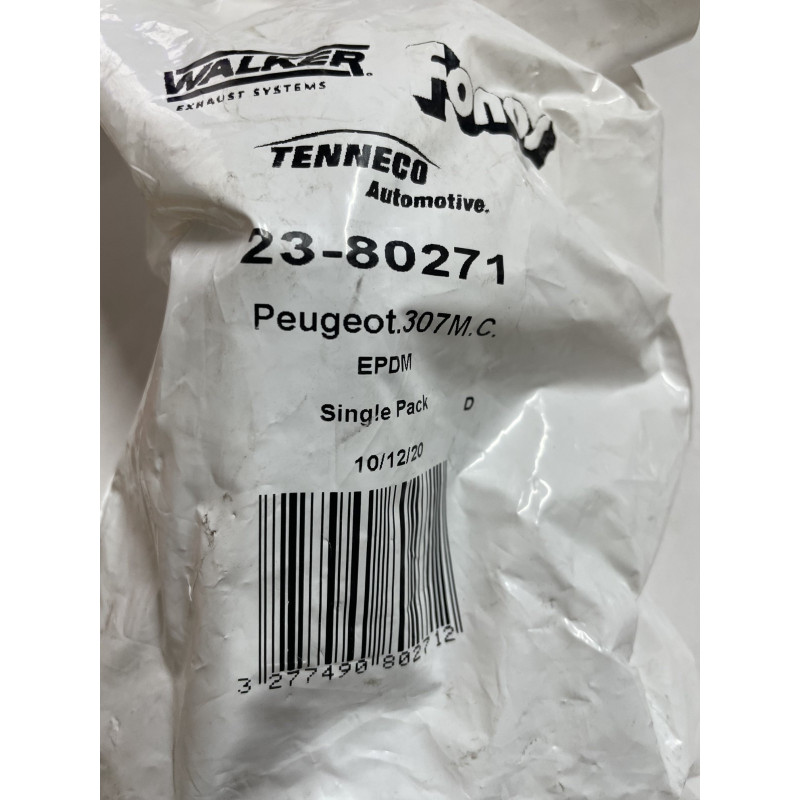 WALKER
EXHAUST SYSTEMS
Fonos
TENNECO
Automotive.
23-80271
Peugeot.307M.C.
EPDM
Single Pack D
10/12/20
3 277490 802712